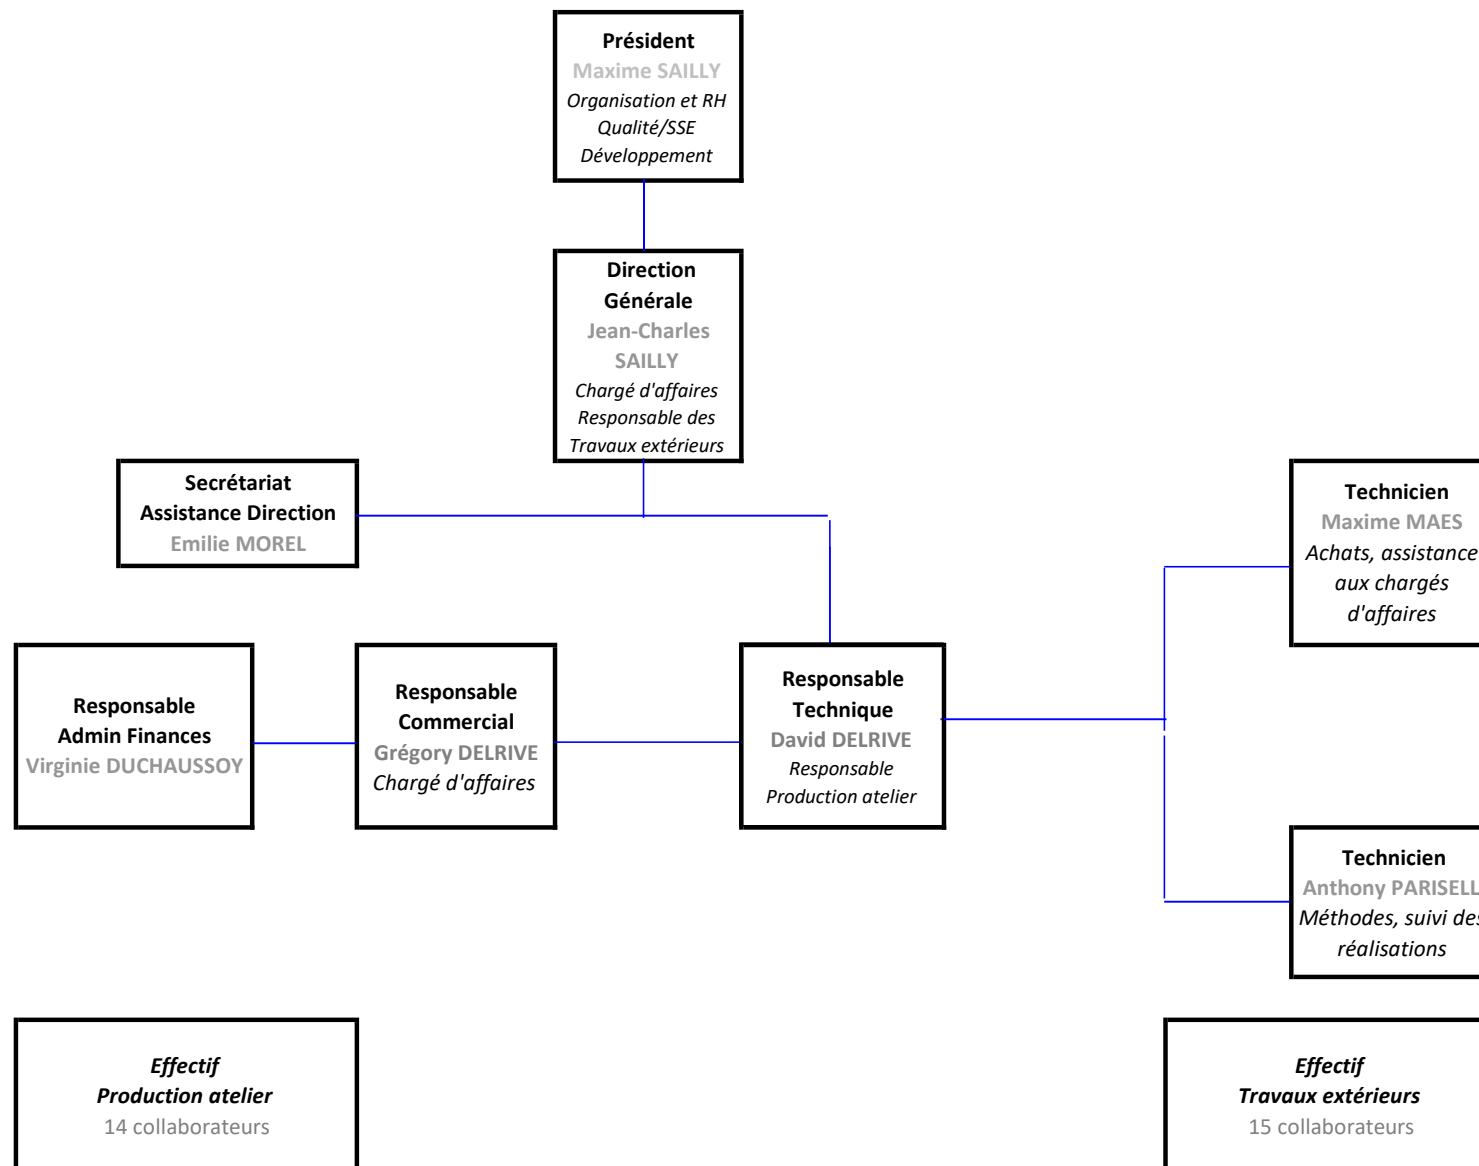 Président
Maxime SAILLY
Organisation et RH
Qualité/SSE
Développement
Direction
Générale
Jean-Charles
SAILLY
Chargé d'affaires
Responsable des
Travaux extérieurs
Secrétariat
Assistance Direction
Emilie MOREL
Technicien
Maxime MAES
Achats, assistance
aux chargés
d'affaires
Responsable
Admin Finances
Virginie DUCHAUSSOY
Responsable
Commercial
Grégory DELRIVE
Chargé d'affaires
Responsable
Technique
David DELRIVE
Responsable
Production atelier
Technicien
Anthony PARISELL
Méthodes, suivi des
réalisations
Effectif
Production atelier
14 collaborateurs
Effectif
Travaux extérieurs
15 collaborateurs